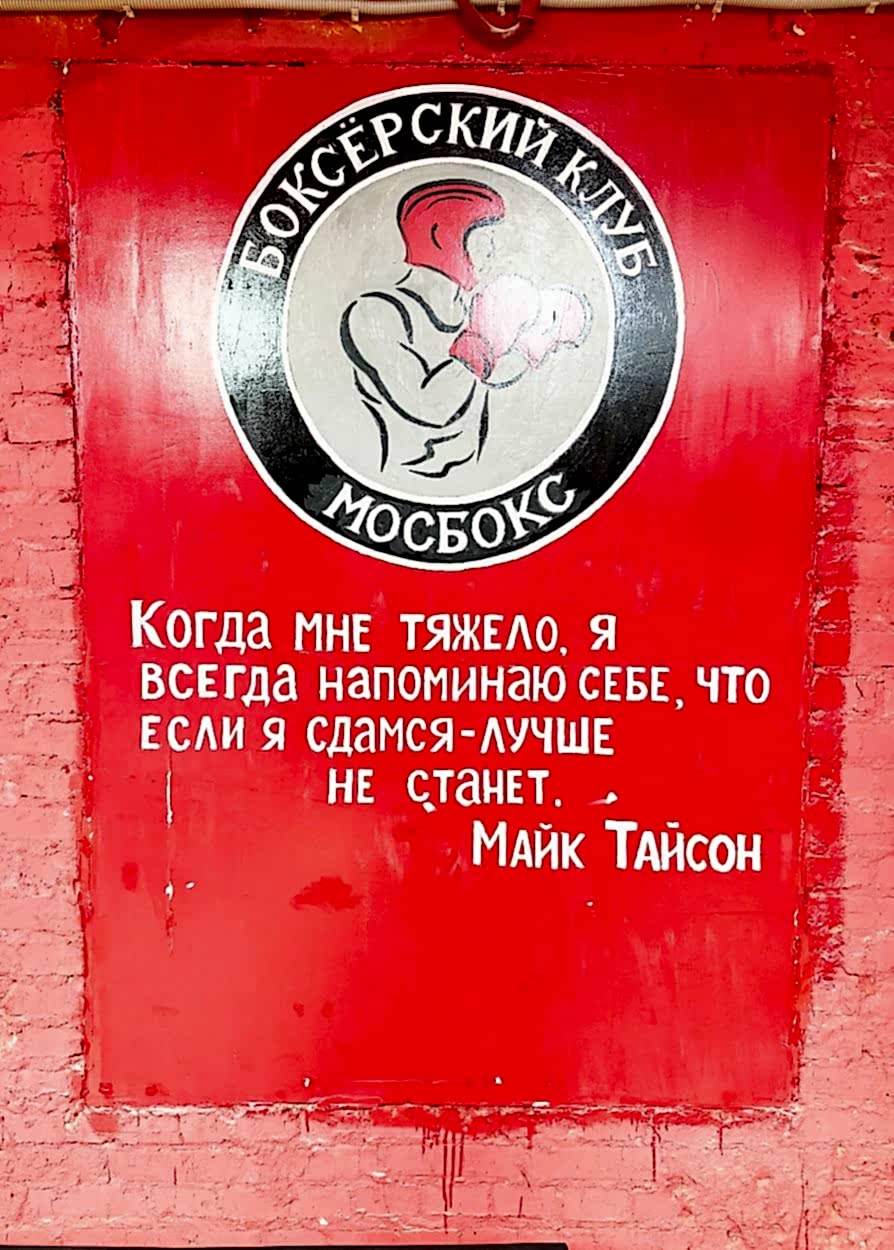 БОКСЁРСКИЙ КЛУБ
МОСБОКС
Когда мне тяжело, я
всегда напоминаю себе, что
если я сдамся-лучше
не станет.
Майк Тайсон